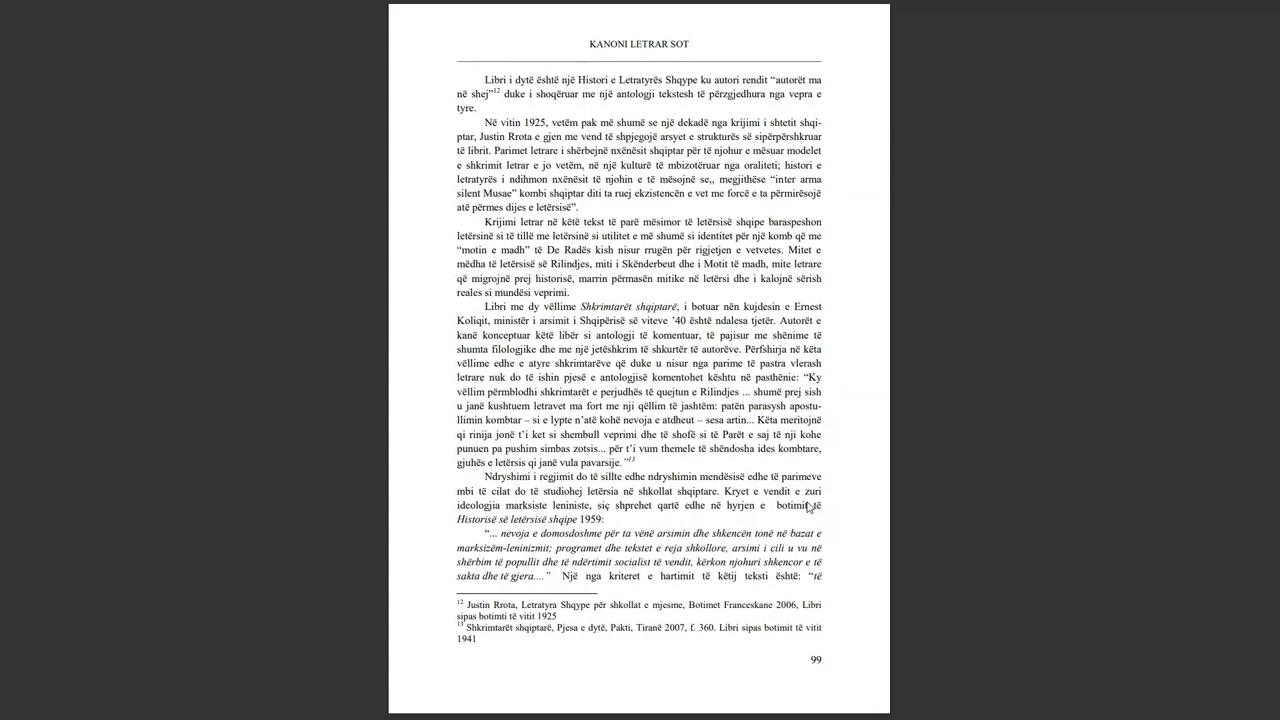 KANONI LETRAR SOT
Libri i dytë është një Histori e Letratyrës Shqype ku autori rendit “autorët ma
në shej”12 duke i shoqëruar me një antologji tekstesh të përzgjedhura nga vepra e
tyre.
Në vitin 1925, vetëm pak më shumë se një dekadë nga krijimi i shtetit shqi-
ptar, Justin Rrota e gjen me vend të shpjegojë arsyet e strukturës së sipërpërshkruar
të librit. Parimet letrare i shërbejnë nxënësit shqiptar për të njohur e mësuar modelet
e shkrimit letrar e jo vetëm, në një kulturë të mbizotëruar nga oraliteti; histori e
letratyrës i ndihmon nxënësit të njohin e të mësojnë se,, megjithëse “inter arma
silent Musae” kombi shqiptar diti ta ruej ekzistencën e vet me forcë e ta përmirësojë
atë përmes dijes e letërsisë”.
Krijimi letrar në këtë tekst të parë mësimor të letërsisë shqipe baraspeshon
letërsinë si të tillë me letërsinë si utilitet e më shumë si identitet për një komb që me
“motin e madh” të De Radës kish nisur rrugën për rigjetjen e vetvetes. Mitet e
mëdha të letërsisë së Rilindjes, miti i Skënderbeut dhe i Motit të madh, mite letrare
që migrojnë prej historisë, marrin përmasën mitike në letërsi dhe i kalojnë sërish
reales si mundësi veprimi.
Libri me dy vëllime Shkrimtarët shqiptarë, i botuar nën kujdesin e Ernest
Koliqit, ministër i arsimit i Shqipërisë së viteve ’40 është ndalesa tjetër. Autorët e
kanë konceptuar këtë libër si antologji të komentuar, të pajisur me shënime të
shumta filologjike dhe me një jetëshkrim të shkurtër të autorëve. Përfshirja në këta
vëllime edhe e atyre shkrimtarëve që duke u nisur nga parime të pastra vlerash
letrare nuk do të ishin pjesë e antologjisë komentohet kështu në pasthënie: “Ky
vëllim përmblodhi shkrimtarët e perjudhës të quejtun e Rilindjes ... shumë prej sish
u janë kushtuem letravet ma fort me nji qëllim të jashtëm: patën parasysh apostu-
llimin kombtar – si e lypte n’atë kohë nevoja e atdheut – sesa artin... Këta meritojnë
qi rinija jonë t’i ket si shembull veprimi dhe të shofë si të Parët e saj të nji kohe
punuen pa pushim simbas zotsis... për t’i vum themele të shëndosha ides kombtare,
gjuhës e letërsis qi janë vula pavarsije.”13
Ndryshimi i regjimit do të sillte edhe ndryshimin mendësisë edhe të parimeve
mbi të cilat do të studiohej letërsia në shkollat shqiptare. Kryet e vendit e zuri
ideologjia marksiste leniniste, siç shprehet qartë edhe në hyrjen e botimit të
Historisë së letërsisë shqipe 1959:
“... nevoja e domosdoshme për ta vënë arsimin dhe shkencën tonë në bazat e
marksizëm-leninizmit; programet dhe tekstet e reja shkollore, arsimi i cili u vu në
shërbim të popullit dhe të ndërtimit socialist të vendit, kërkon njohuri shkencor e të
sakta dhe të gjera....” Një nga kriteret e hartimit të këtij teksti është: “të
12 Justin Rrota, Letratyra Shqype për shkollat e mjesme, Botimet Franceskane 2006, Libri
sipas botimti të vitit 1925
13 Shkrimtarët shqiptarë, Pjesa e dytë, Pakti, Tiranë 2007, f. 360. Libri sipas botimit të vitit
1941
99